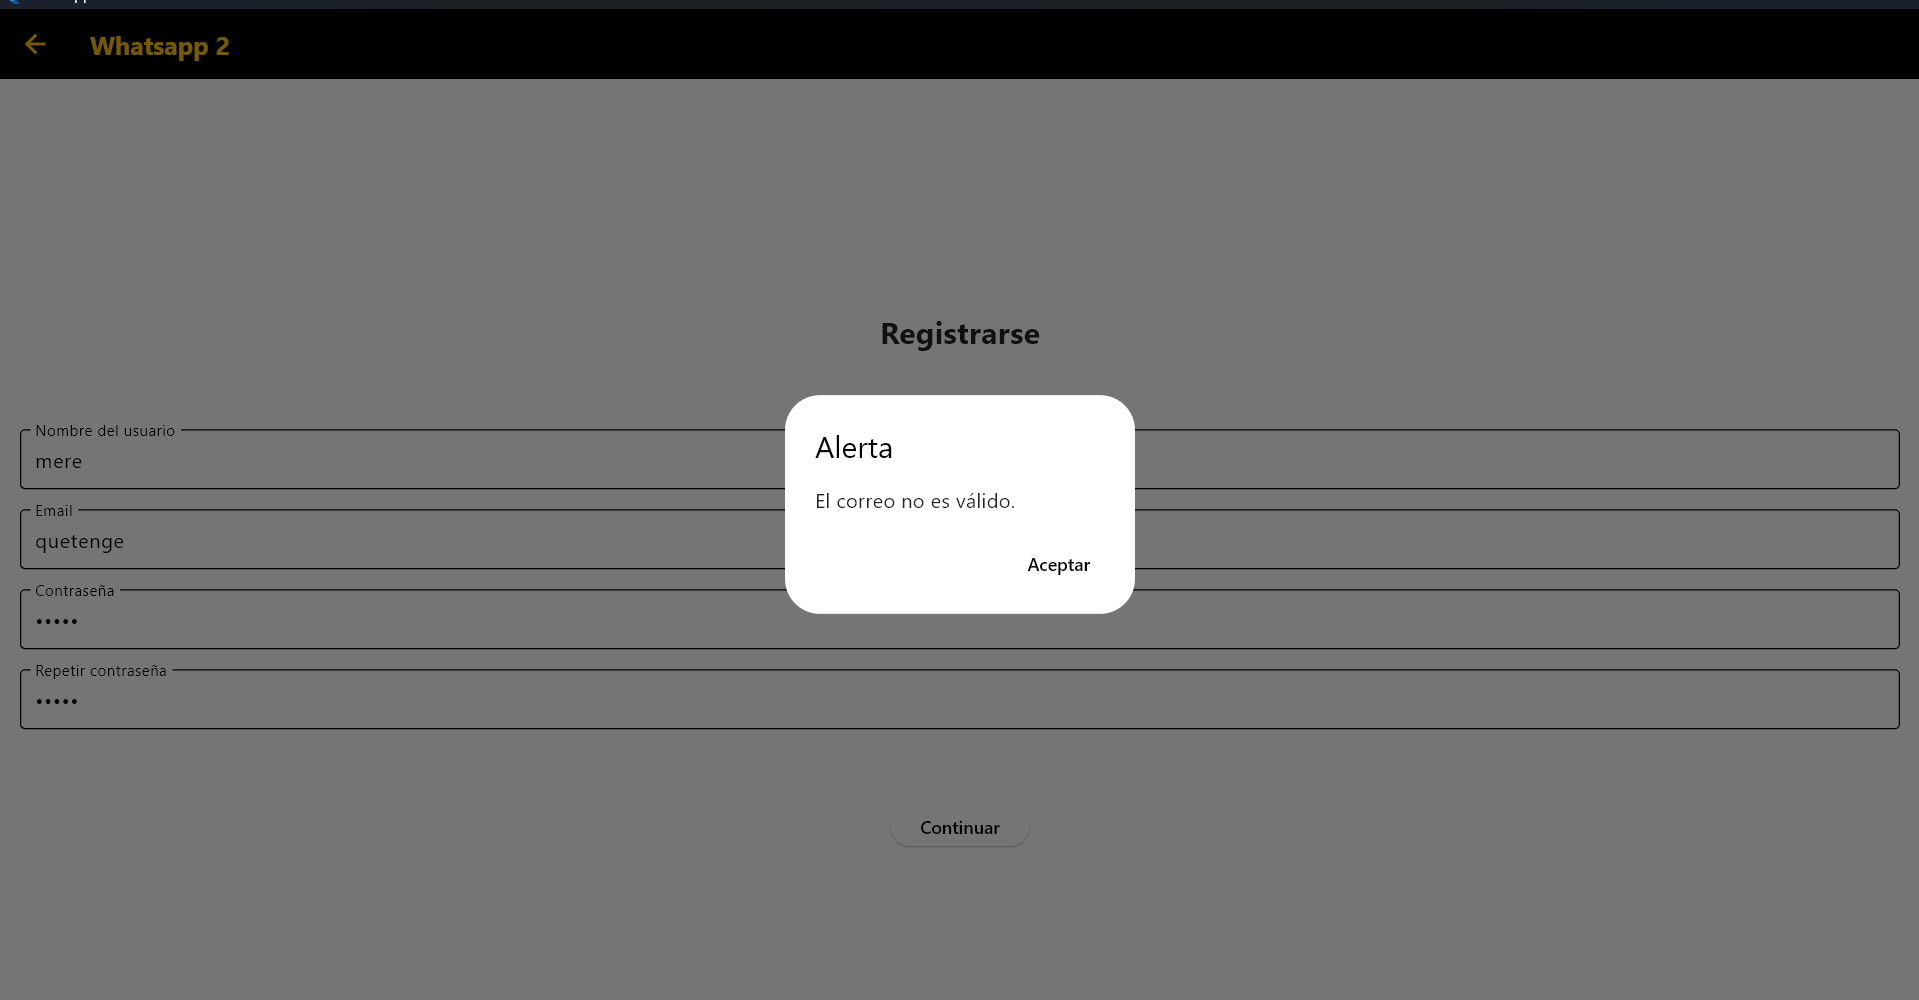 Whatsapp 2
Registrarse
Nombre del usuario
mere
Email
quetenge
Contraseña
•••••
Repetir contraseña
•••••
Alerta
El correo no es válido.
Aceptar
Continuar